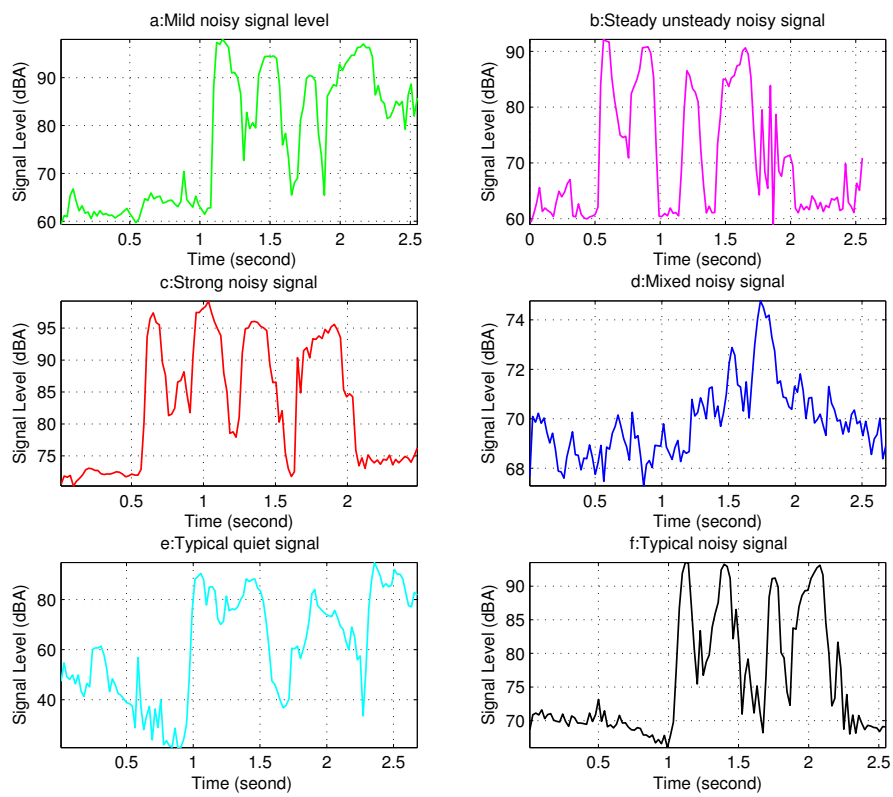 a:Mild noisy signal level
90
80
70
60
Signal Level (dBA)
0.5 1 1.5 2 2.5
Time (second)
b:Steady unsteady noisy signal
90
80
70
60
Signal Level (dBA)
0 0.5 1 1.5 2 2.5
Time (second)
c:Strong noisy signal
95
90
85
80
75
Signal Level (dBA)
0.5 1 1.5 2
Time (second)
d:Mixed noisy signal
74
72
70
68
Signal Level (dBA)
0.5 1 1.5 2 2.5
Time (second)
e:Typical quiet signal
80
60
40
Signal Level (dBA)
0.5 1 1.5 2 2.5
Time (second)
f:Typical noisy signal
90
85
80
75
70
Signal Level (dBA)
0.5 1 1.5 2 2.5
Time (second)